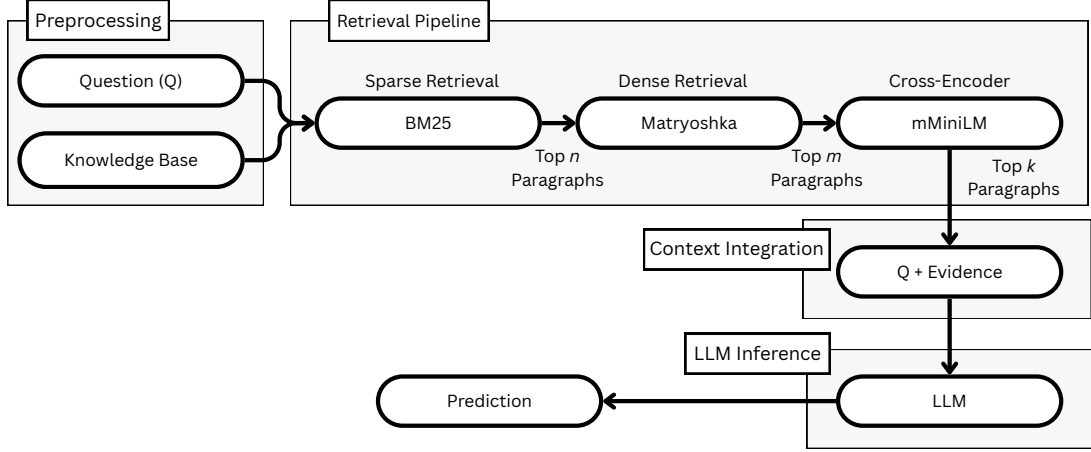 Preprocessing
Question (Q)
Knowledge Base
Retrieval Pipeline
Sparse Retrieval
BM25
Top n
Paragraphs
Dense Retrieval
Matryoshka
Top m
Paragraphs
Cross-Encoder
mMiniLM
Top k
Paragraphs
Context Integration
Q + Evidence
LLM Inference
LLM
Prediction